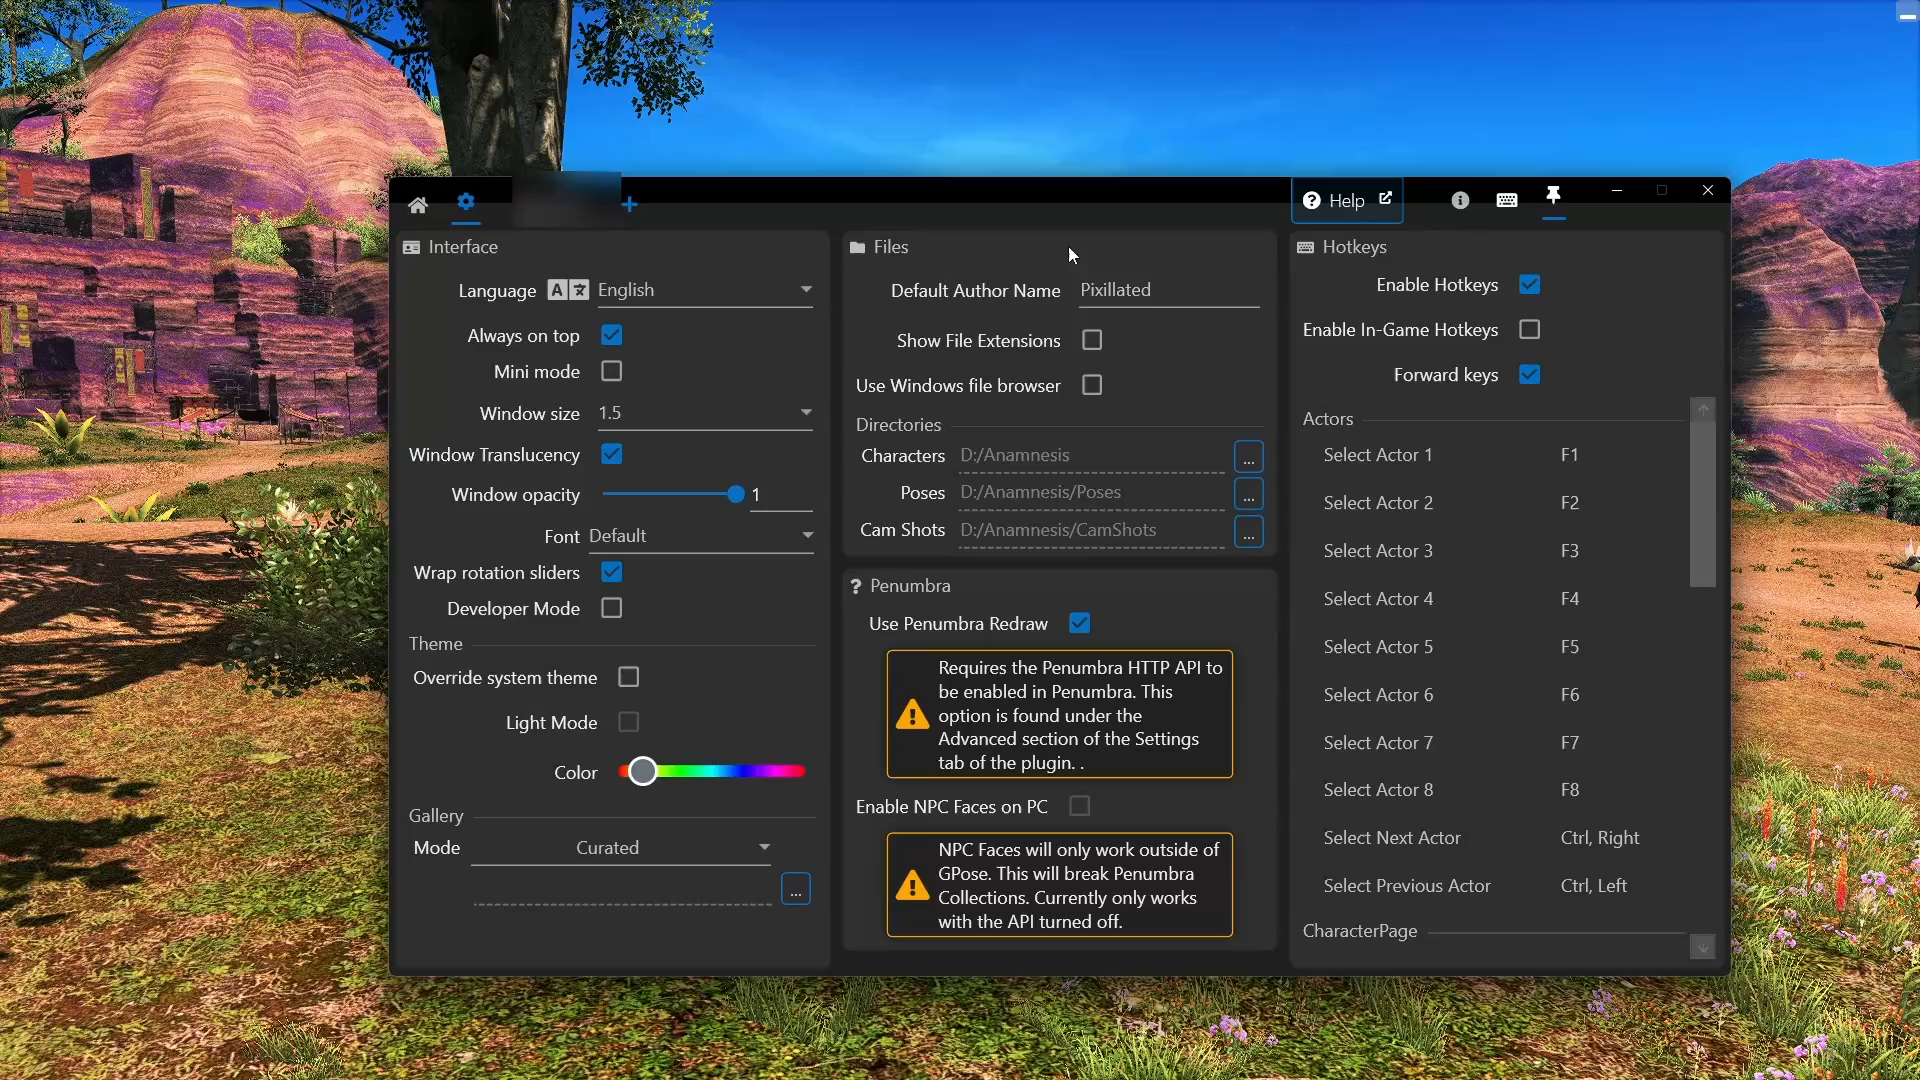 Help
Interface
Language A English
Always on top
Mini mode
Window size 1.5
Window Translucency
Window opacity 1
Font Default
Wrap rotation sliders
Developer Mode
Theme
Override system theme
Light Mode
Color
Gallery
Mode Curated
...
Files
Default Author Name Pixillated
Show File Extensions
Use Windows file browser
Directories
Characters D:/Anamnesis ...
Poses D:/Anamnesis/Poses ...
Cam Shots D:/Anamnesis/CamShots ...
Penumbra
Use Penumbra Redraw
Requires the Penumbra HTTP API to
be enabled in Penumbra. This
option is found under the
Advanced section of the Settings
tab of the plugin. .
Enable NPC Faces on PC
NPC Faces will only work outside of
GPose. This will break Penumbra
Collections. Currently only works
with the API turned off.
Hotkeys
Enable Hotkeys
Enable In-Game Hotkeys
Forward keys
Actors
Select Actor 1 F1
Select Actor 2 F2
Select Actor 3 F3
Select Actor 4 F4
Select Actor 5 F5
Select Actor 6 F6
Select Actor 7 F7
Select Actor 8 F8
Select Next Actor Ctrl, Right
Select Previous Actor Ctrl, Left
CharacterPage